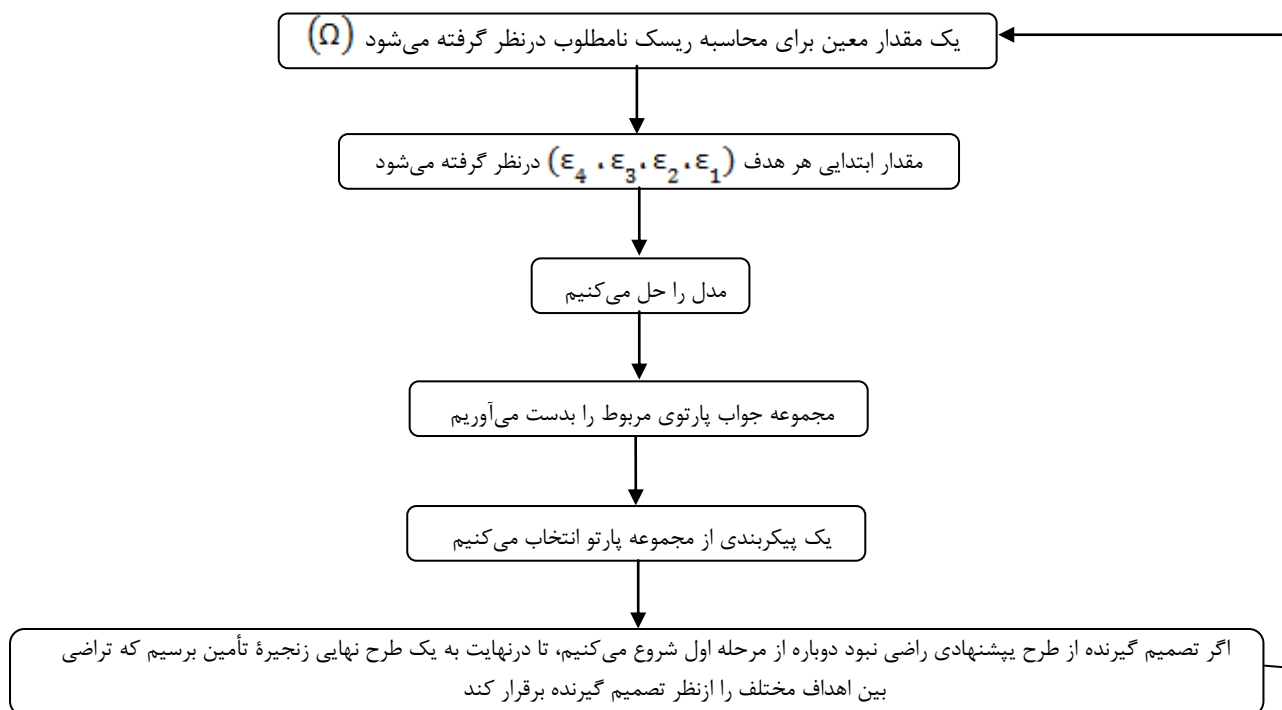 یک مقدار معین برای محاسبه ریسک نامطلوب درنظر گرفته می‌شود (Ω)
مقدار ابتدایی هر هدف (ε₁، ε₂، ε₃، ε₄) درنظر گرفته می‌شود
مدل را حل می‌کنیم
مجموعه جواب پارتوی مربوط را بدست می‌آوریم
یک پیکربندی از مجموعه پارتو انتخاب می‌کنیم
اگر تصمیم گیرنده از طرح یپشنهادی راضی نبود دوباره از مرحله اول شروع می‌کنیم، تا درنهایت به یک طرح نهایی زنجیرۀ تأمین برسیم که تراضی
بین اهداف مختلف را ازنظر تصمیم گیرنده برقرار کند